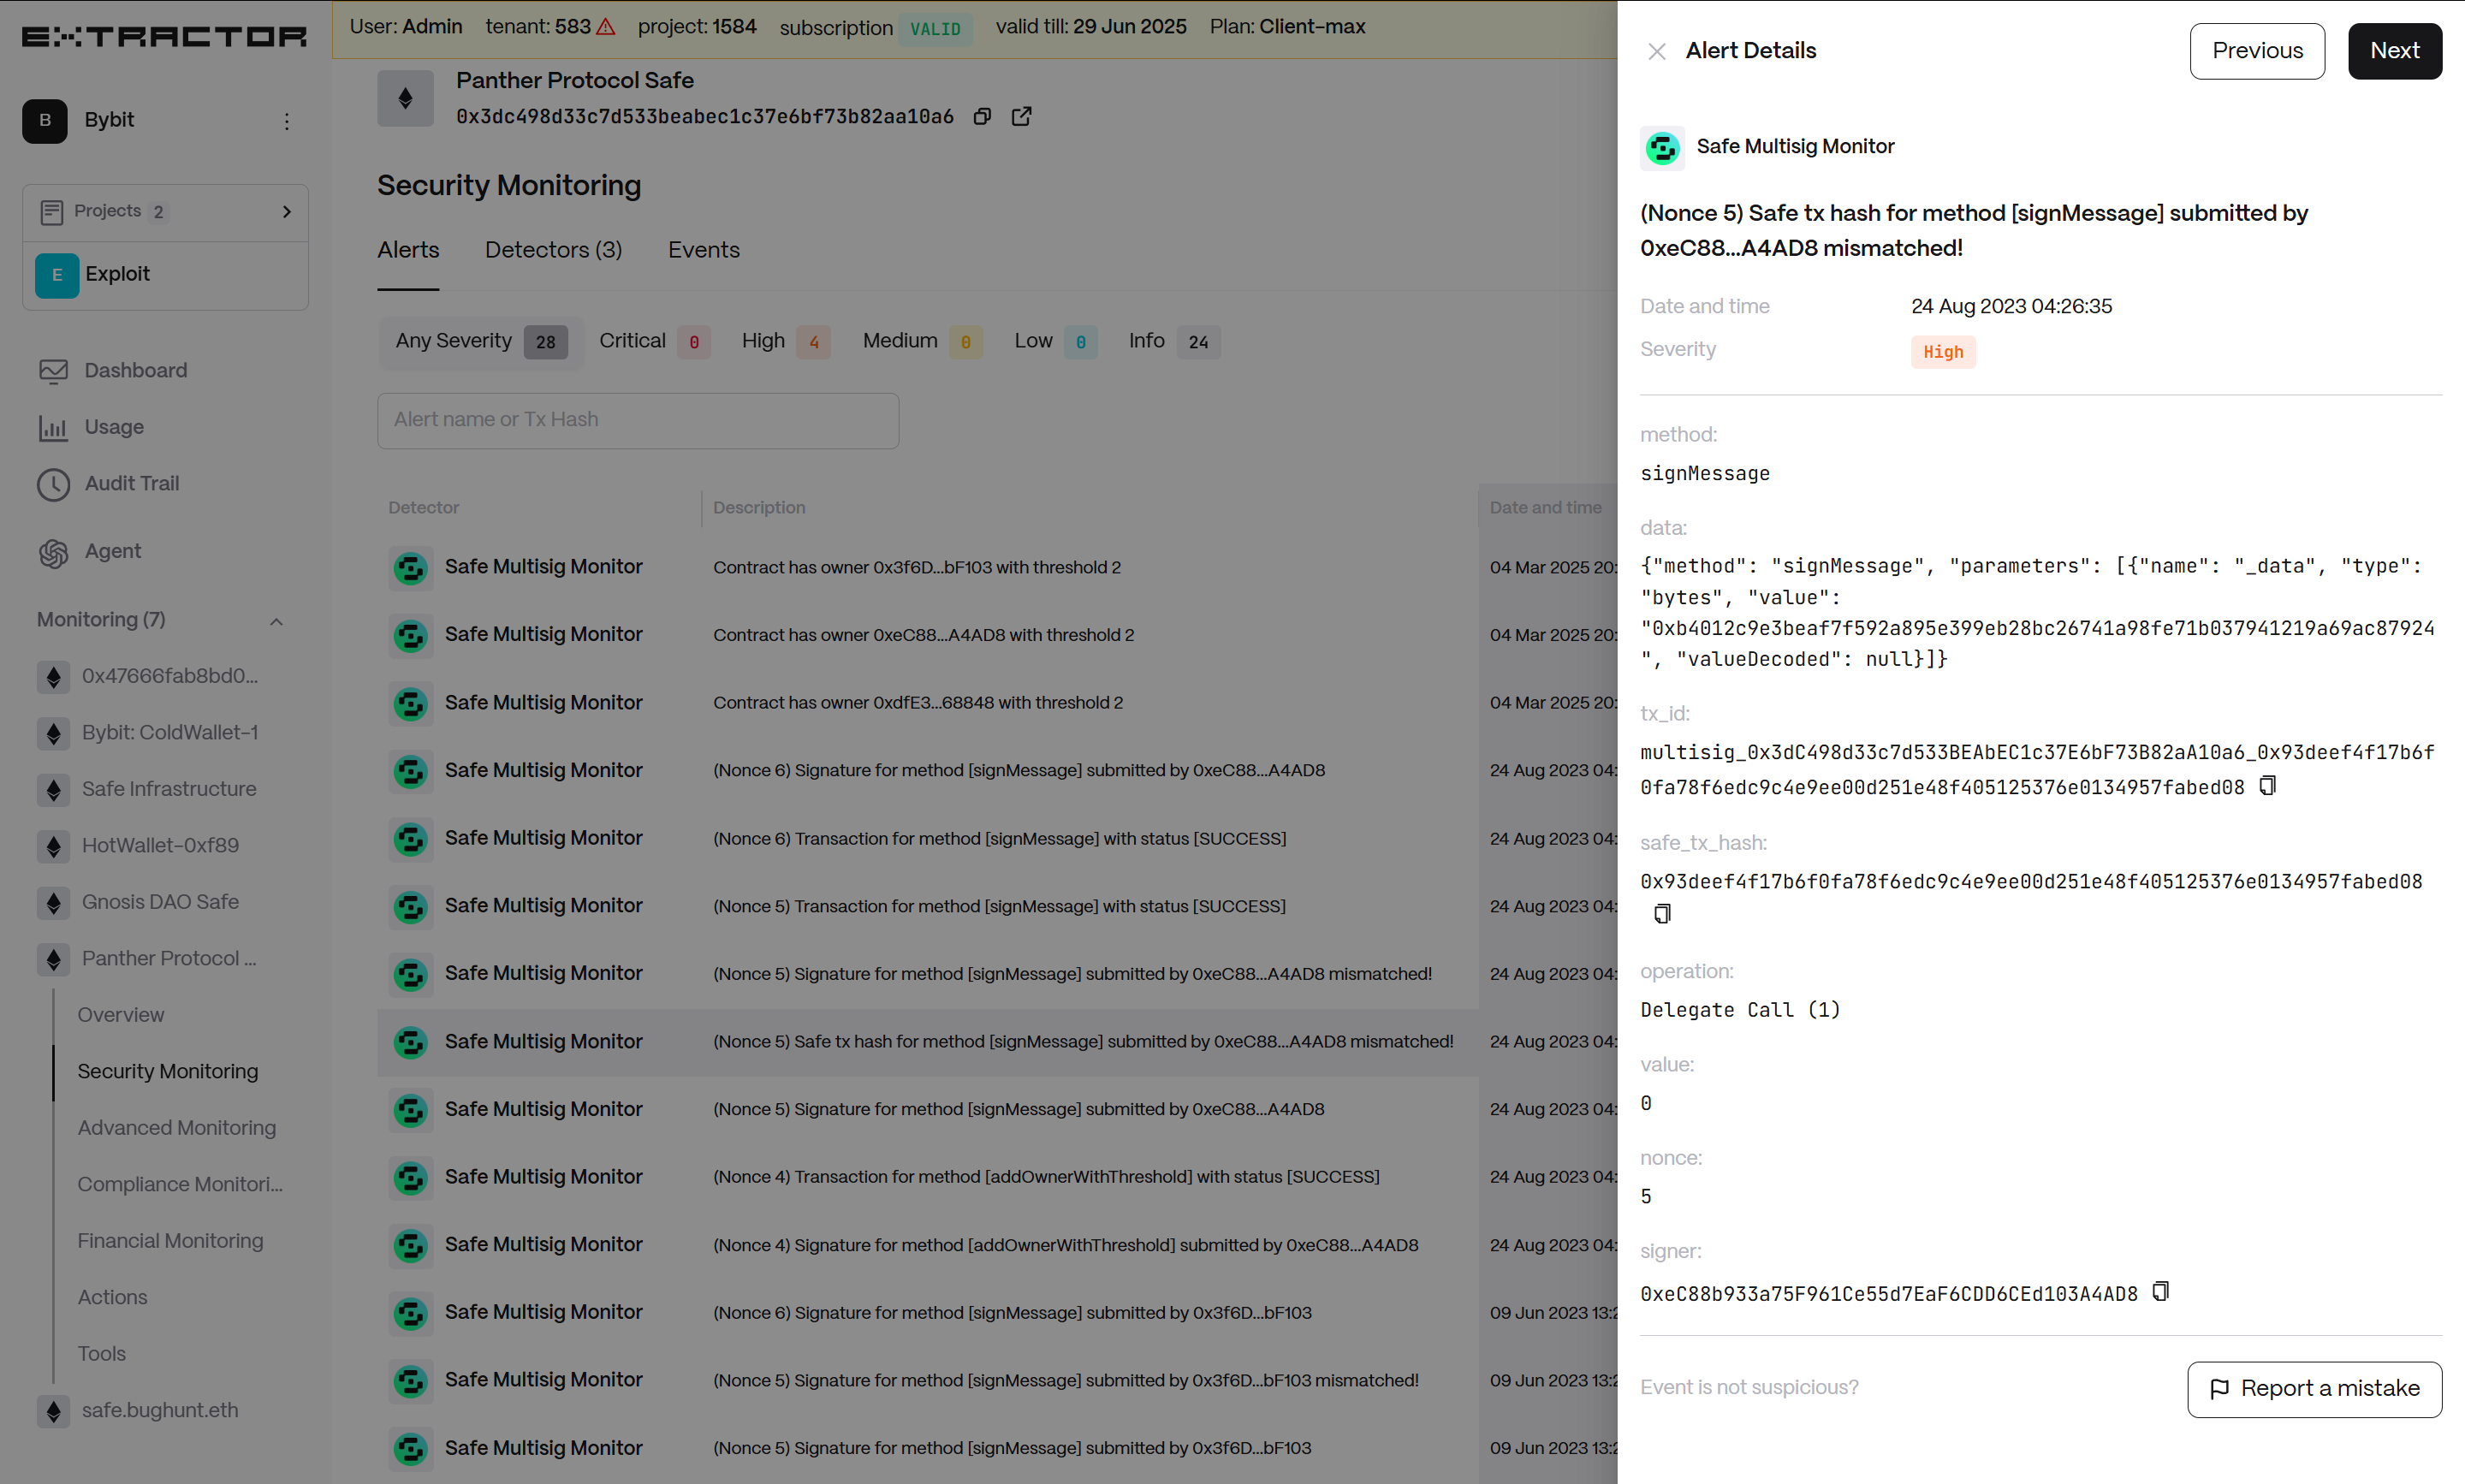 EXTRACTOR
User: Admin tenant: 583 project: 1584 subscription VALID valid till: 29 Jun 2025 Plan: Client-max
B Bybit
Projects 2
E Exploit
Dashboard
Usage
Audit Trail
Agent
Monitoring (7)
0x47666fab8bd0...
Bybit: ColdWallet-1
Safe Infrastructure
HotWallet-0xf89
Gnosis DAO Safe
Panther Protocol ...
Overview
Security Monitoring
Advanced Monitoring
Compliance Monitori...
Financial Monitoring
Actions
Tools
safe.bughunt.eth
Panther Protocol Safe
0x3dc498d33c7d533beabec1c37e6bf73b82aa10a6
Security Monitoring
Alerts Detectors (3) Events
Any Severity 28 Critical 0 High 4 Medium 0 Low 0 Info 24
Alert name or Tx Hash
Detector Description Date and time
Safe Multisig Monitor Contract has owner 0x3f6D...bF103 with threshold 2 04 Mar 2025 20:
Safe Multisig Monitor Contract has owner 0xeC88...A4AD8 with threshold 2 04 Mar 2025 20:
Safe Multisig Monitor Contract has owner 0xdfE3...68848 with threshold 2 04 Mar 2025 20:
Safe Multisig Monitor (Nonce 6) Signature for method [signMessage] submitted by 0xeC88...A4AD8 24 Aug 2023 04:
Safe Multisig Monitor (Nonce 6) Transaction for method [signMessage] with status [SUCCESS] 24 Aug 2023 04:
Safe Multisig Monitor (Nonce 5) Transaction for method [signMessage] with status [SUCCESS] 24 Aug 2023 04:
Safe Multisig Monitor (Nonce 5) Signature for method [signMessage] submitted by 0xeC88...A4AD8 mismatched! 24 Aug 2023 04:
Safe Multisig Monitor (Nonce 5) Safe tx hash for method [signMessage] submitted by 0xeC88...A4AD8 mismatched! 24 Aug 2023 04:
Safe Multisig Monitor (Nonce 5) Signature for method [signMessage] submitted by 0xeC88...A4AD8 24 Aug 2023 04:
Safe Multisig Monitor (Nonce 4) Transaction for method [addOwnerWithThreshold] with status [SUCCESS] 24 Aug 2023 04:
Safe Multisig Monitor (Nonce 4) Signature for method [addOwnerWithThreshold] submitted by 0xeC88...A4AD8 24 Aug 2023 04:
Safe Multisig Monitor (Nonce 6) Signature for method [signMessage] submitted by 0x3f6D...bF103 09 Jun 2023 13:2
Safe Multisig Monitor (Nonce 5) Signature for method [signMessage] submitted by 0x3f6D...bF103 mismatched! 09 Jun 2023 13:2
Safe Multisig Monitor (Nonce 5) Signature for method [signMessage] submitted by 0x3f6D...bF103 09 Jun 2023 13:2
Alert Details Previous Next
Safe Multisig Monitor
(Nonce 5) Safe tx hash for method [signMessage] submitted by
0xeC88...A4AD8 mismatched!
Date and time 24 Aug 2023 04:26:35
Severity High
method:
signMessage
data:
{"method": "signMessage", "parameters": [{"name": "_data", "type":
"bytes", "value":
"0xb4012c9e3beaf7f592a895e399eb28bc26741a98fe71b037941219a69ac87924
", "valueDecoded": null}]}
tx_id:
multisig_0x3dC498d33c7d533BEAbEC1c37E6bF73B82aA10a6_0x93deef4f17b6f
0fa78f6edc9c4e9ee00d251e48f405125376e0134957fabed08
safe_tx_hash:
0x93deef4f17b6f0fa78f6edc9c4e9ee00d251e48f405125376e0134957fabed08
operation:
Delegate Call (1)
value:
0
nonce:
5
signer:
0xeC88b933a75F961Ce55d7EaF6CDD6CEd103A4AD8
Event is not suspicious? Report a mistake